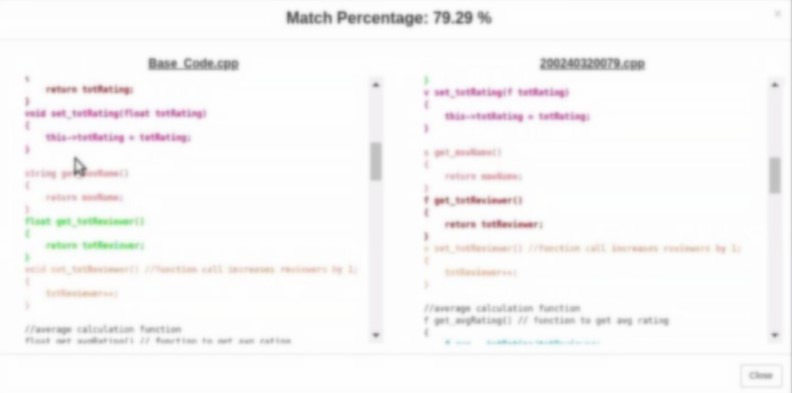 Match Percentage: 79.29 %
Base_Code.cpp
return totRating;
}
void set_totRating(float totRating)
{
this->totRating = totRating;
}
string get_movName()
{
return movName;
}
float get_totReviewer()
{
return totReviewer;
}
void set_totReviewer() //function call increases reviewers by 1;
{
totReviewer++;
}
//average calculation function
float get_avgRating() // function to get avg rating
200240320079.cpp
}
v set_totRating(f totRating)
{
this->totRating = totRating;
}
s get_movName()
{
return movName;
}
f get_totReviewer()
{
return totReviewer;
}
v set_totReviewer() //function call increases reviewers by 1;
{
totReviewer++;
}
//average calculation function
f get_avgRating() // function to get avg rating
{
Close